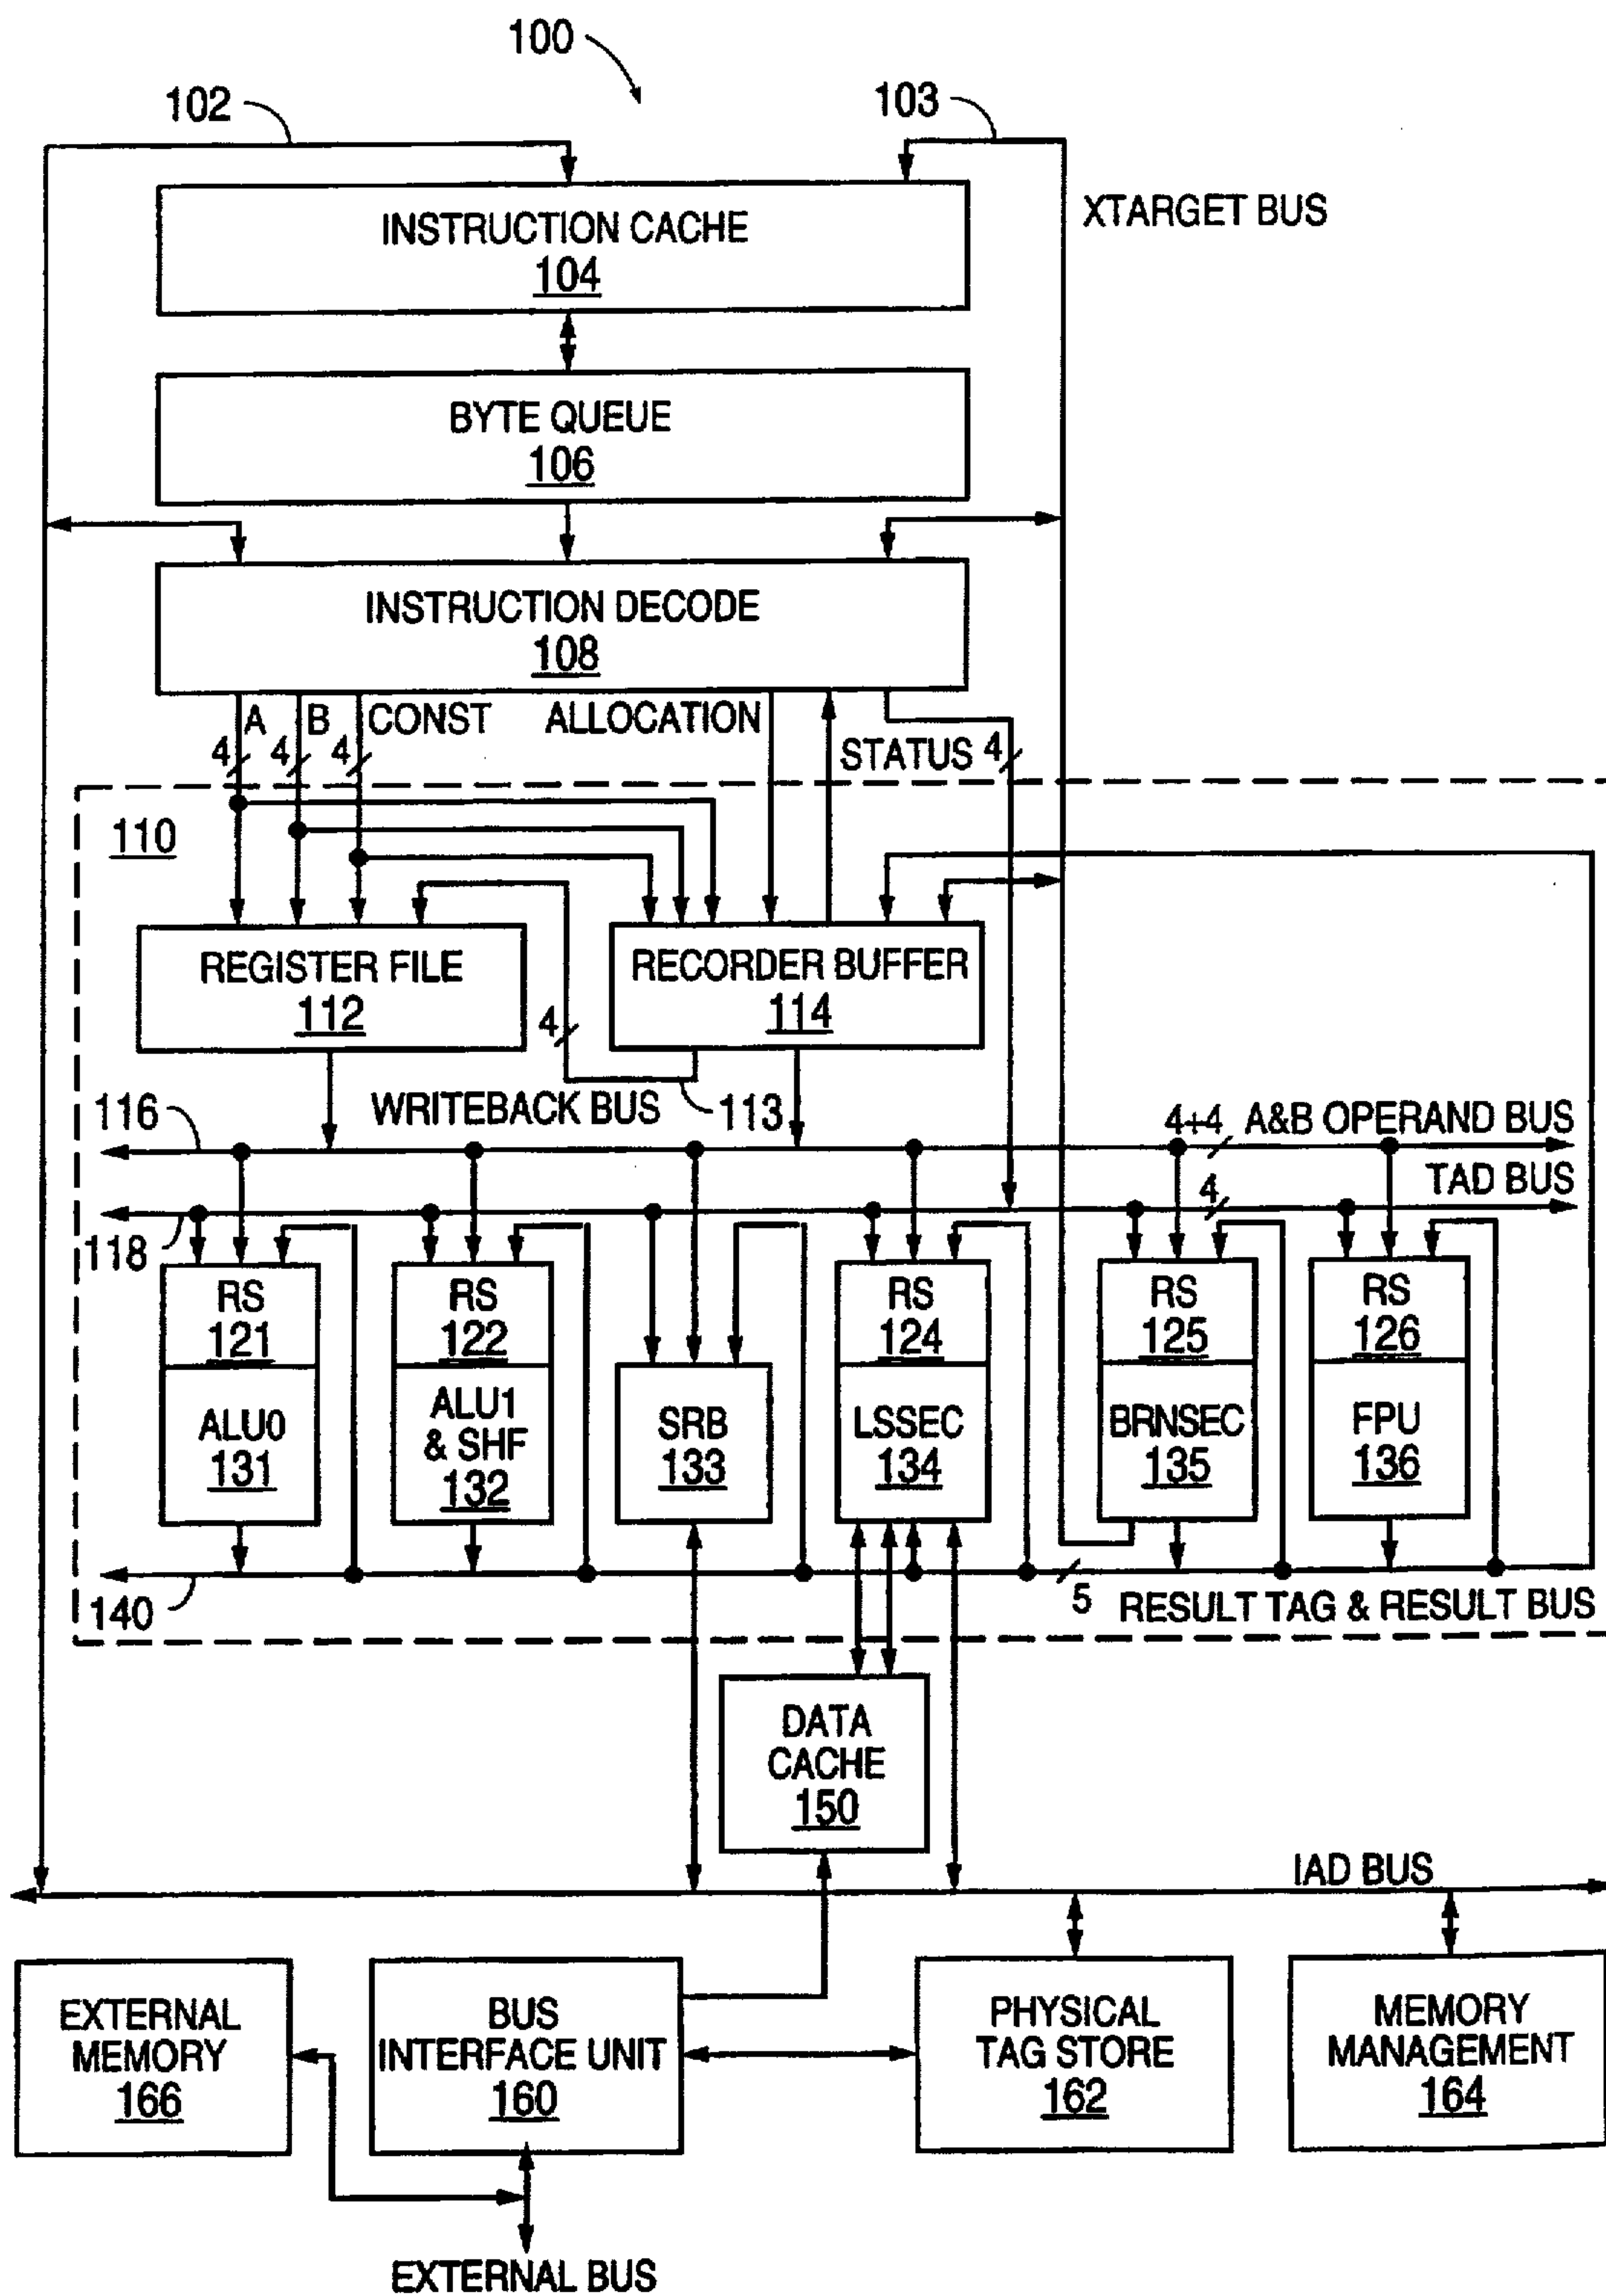 100
102
103
XTARGET BUS
INSTRUCTION CACHE
104
BYTE QUEUE
106
INSTRUCTION DECODE
108
A
B
CONST
ALLOCATION
4
4
4
STATUS
4
110
REGISTER FILE
112
RECORDER BUFFER
114
4
WRITEBACK BUS
113
116
4+4
A&B OPERAND BUS
4
TAD BUS
118
RS
121
ALU0
131
RS
122
ALU1
& SHF
132
SRB
133
RS
124
LSSEC
134
RS
125
BRNSEC
135
RS
126
FPU
136
140
5
RESULT TAG & RESULT BUS
DATA
CACHE
150
IAD BUS
EXTERNAL
MEMORY
166
BUS
INTERFACE UNIT
160
PHYSICAL
TAG STORE
162
MEMORY
MANAGEMENT
164
EXTERNAL BUS